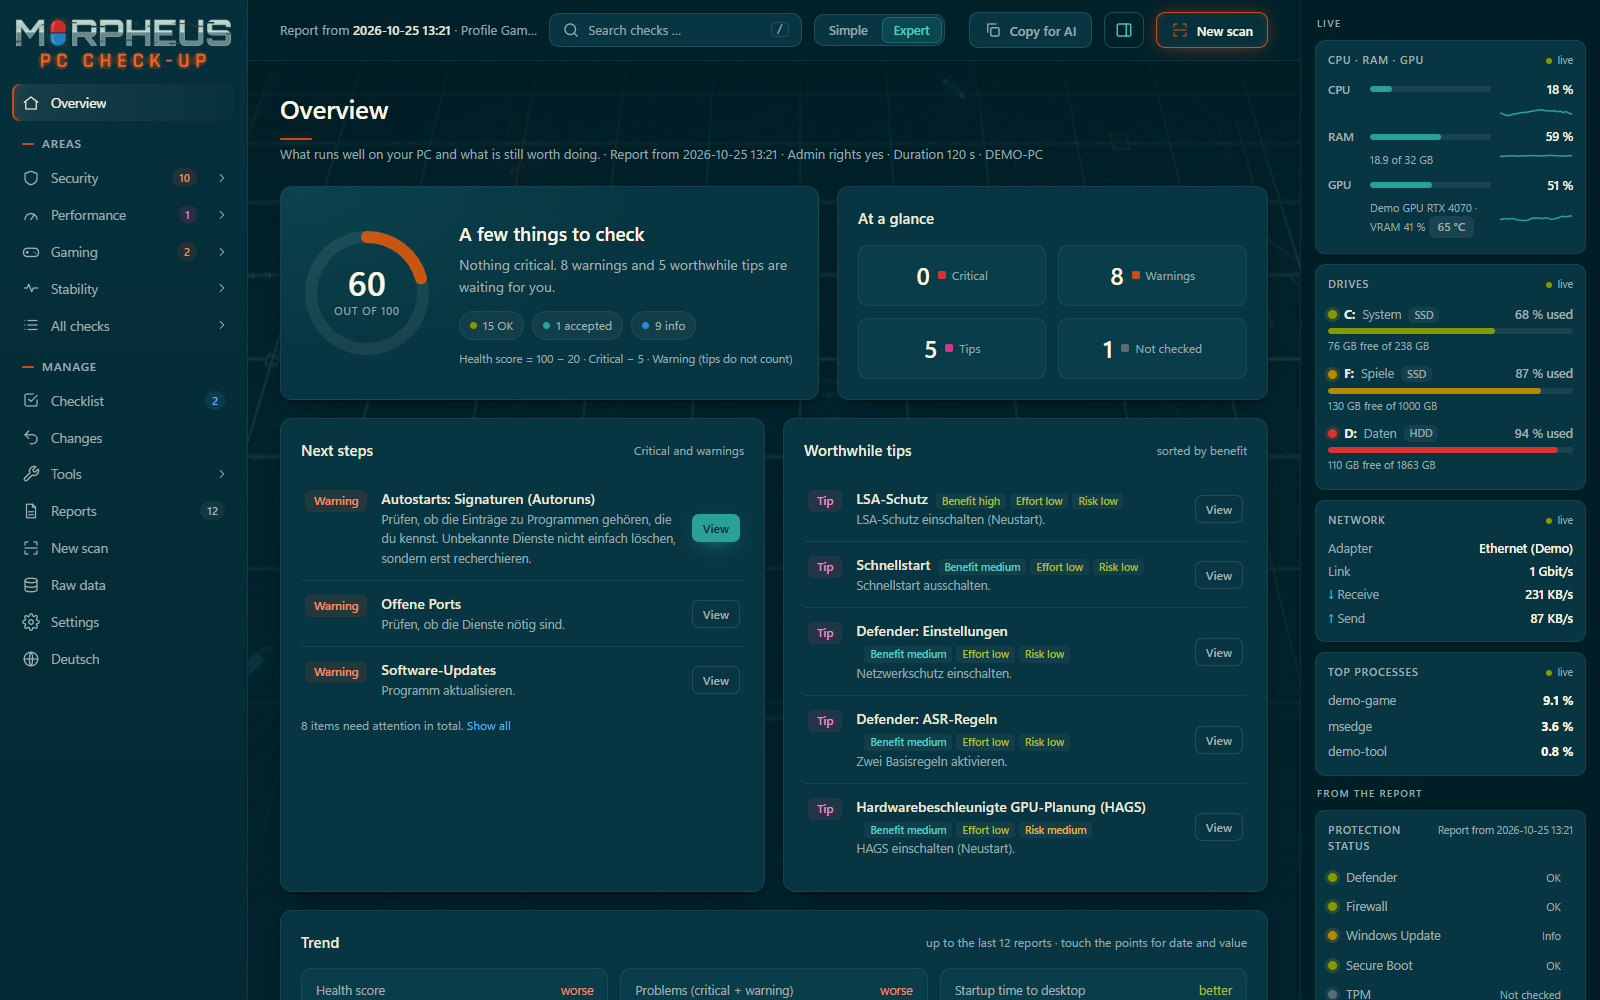 MORPHEUS
PC CHECK-UP
Overview
AREAS
Security 10
Performance 1
Gaming 2
Stability
All checks
MANAGE
Checklist 2
Changes
Tools
Reports 12
New scan
Raw data
Settings
Deutsch
Report from 2026-10-25 13:21 · Profile Gam...
Search checks ... /
Simple Expert
Copy for AI
New scan
Overview
What runs well on your PC and what is still worth doing. · Report from 2026-10-25 13:21 · Admin rights yes · Duration 120 s · DEMO-PC
60
OUT OF 100
A few things to check
Nothing critical. 8 warnings and 5 worthwhile tips are
waiting for you.
15 OK 1 accepted 9 info
Health score = 100 − 20 · Critical − 5 · Warning (tips do not count)
At a glance
0 Critical
8 Warnings
5 Tips
1 Not checked
Next steps Critical and warnings
Warning Autostarts: Signaturen (Autoruns)
Prüfen, ob die Einträge zu Programmen gehören, die
du kennst. Unbekannte Dienste nicht einfach löschen,
sondern erst recherchieren.
View
Warning Offene Ports
Prüfen, ob die Dienste nötig sind.
View
Warning Software-Updates
Programm aktualisieren.
View
8 items need attention in total. Show all
Worthwhile tips sorted by benefit
Tip LSA-Schutz Benefit high Effort low Risk low
LSA-Schutz einschalten (Neustart).
View
Tip Schnellstart Benefit medium Effort low Risk low
Schnellstart ausschalten.
View
Tip Defender: Einstellungen
Benefit medium Effort low Risk low
Netzwerkschutz einschalten.
View
Tip Defender: ASR-Regeln
Benefit medium Effort low Risk low
Zwei Basisregeln aktivieren.
View
Tip Hardwarebeschleunigte GPU-Planung (HAGS)
Benefit medium Effort low Risk medium
HAGS einschalten (Neustart).
View
Trend up to the last 12 reports · touch the points for date and value
Health score worse
Problems (critical + warning) worse
Startup time to desktop better
LIVE
CPU · RAM · GPU live
CPU 18 %
RAM 59 %
18.9 of 32 GB
GPU 51 %
Demo GPU RTX 4070 ·
VRAM 41 % 65 °C
DRIVES live
C: System SSD 68 % used
76 GB free of 238 GB
F: Spiele SSD 87 % used
130 GB free of 1000 GB
D: Daten HDD 94 % used
110 GB free of 1863 GB
NETWORK live
Adapter Ethernet (Demo)
Link 1 Gbit/s
↓ Receive 231 KB/s
↑ Send 87 KB/s
TOP PROCESSES live
demo-game 9.1 %
msedge 3.6 %
demo-tool 0.8 %
FROM THE REPORT
PROTECTION Report from 2026-10-25 13:21
STATUS
Defender OK
Firewall OK
Windows Update Info
Secure Boot OK
TPM Not checked